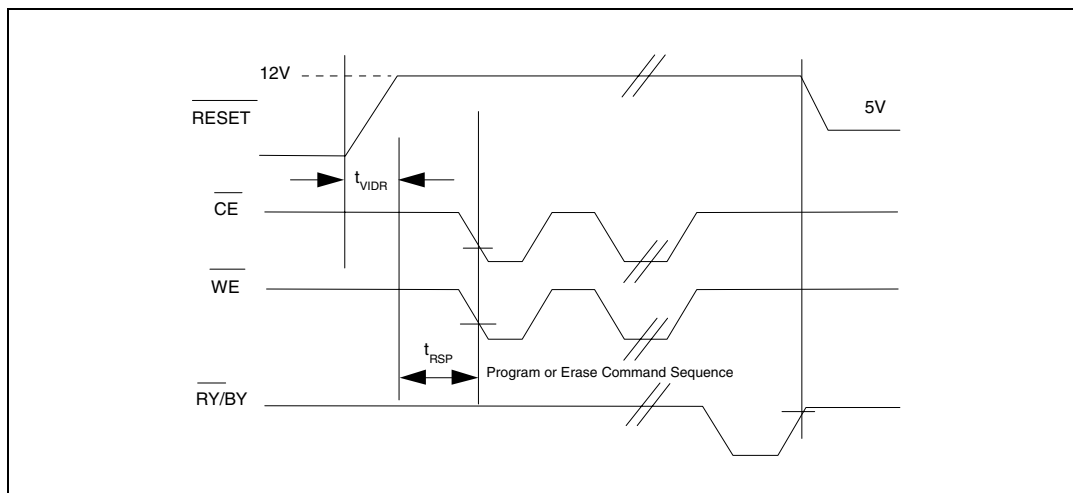 12V
RESET
5V
tVIDR
CE
WE
tRSP
Program or Erase Command Sequence
RY/BY